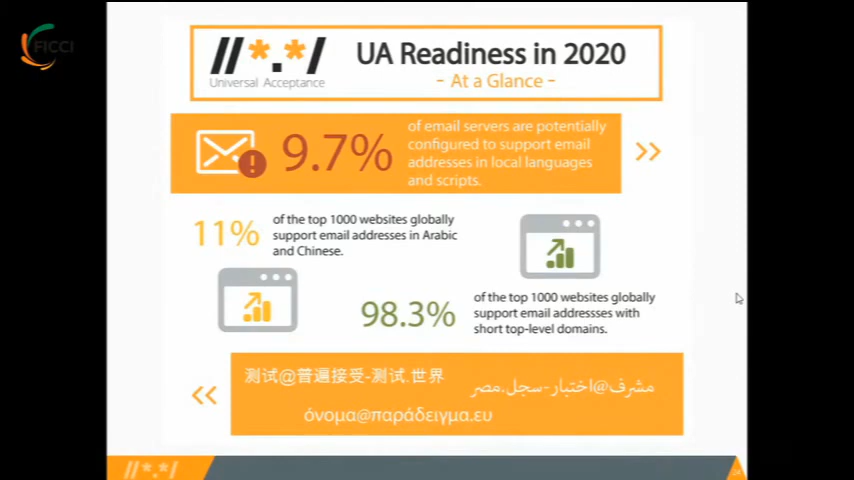 FICCI
//*.*/
Universal Acceptance
UA Readiness in 2020
- At a Glance -
9.7%
of email servers are potentially
configured to support email
addresses in local languages
and scripts.
>>
11%
of the top 1000 websites globally
support email addresses in Arabic
and Chinese.
98.3%
of the top 1000 websites globally
support email addressses with
short top-level domains.
<<
测试@普遍接受-测试.世界
مشرف@اختبار-سجل.مصر
όνομα@παράδειγμα.ευ
//*.*/